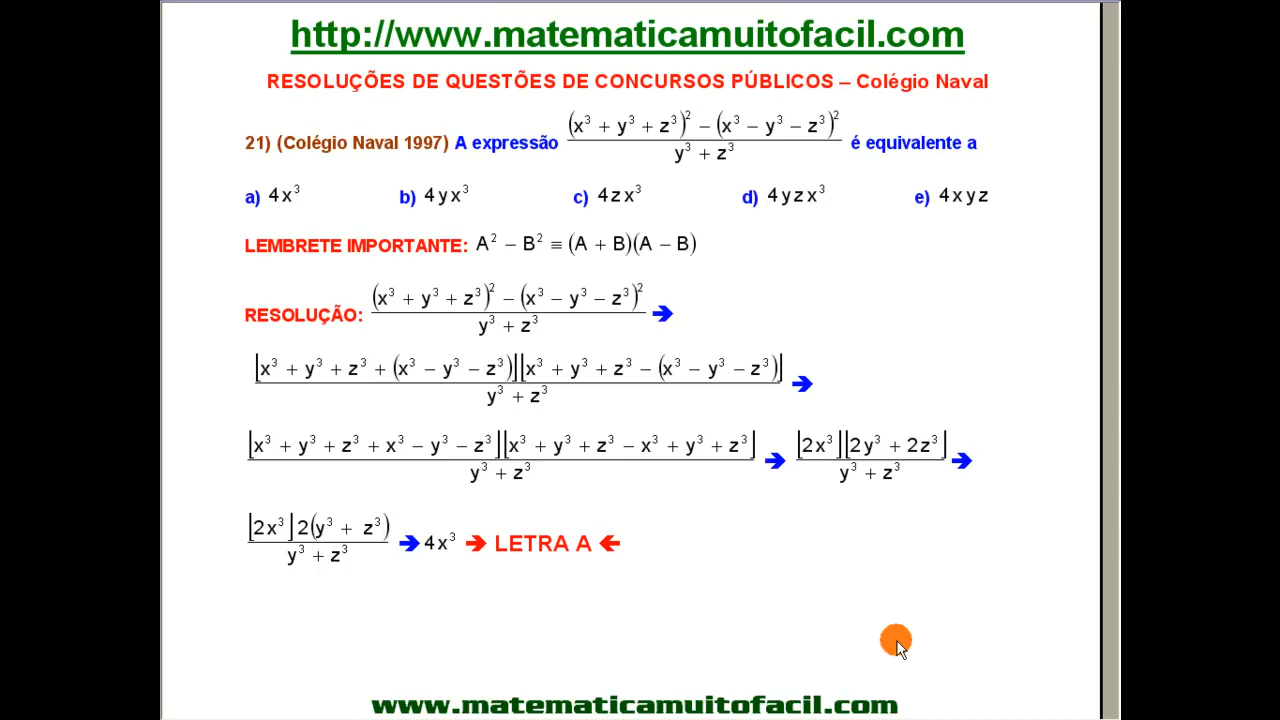 http://www.matematicamuitofacil.com
RESOLUÇÕES DE QUESTÕES DE CONCURSOS PÚBLICOS – Colégio Naval
21) (Colégio Naval 1997) A expressão ((x³ + y³ + z³)² − (x³ − y³ − z³)²)/(y³ + z³) é equivalente a
a) 4x³ b) 4yx³ c) 4zx³ d) 4yzx³ e) 4xyz
LEMBRETE IMPORTANTE: A² − B² ≡ (A + B)(A − B)
RESOLUÇÃO: ((x³ + y³ + z³)² − (x³ − y³ − z³)²)/(y³ + z³) ➔
[x³ + y³ + z³ + (x³ − y³ − z³)][x³ + y³ + z³ − (x³ − y³ − z³)]/(y³ + z³) ➔
[x³ + y³ + z³ + x³ − y³ − z³][x³ + y³ + z³ − x³ + y³ + z³]/(y³ + z³) ➔ [2x³][2y³ + 2z³]/(y³ + z³) ➔
[2x³]2(y³ + z³)/(y³ + z³) ➔ 4x³ ➔ LETRA A 🡸
www.matematicamuitofacil.com